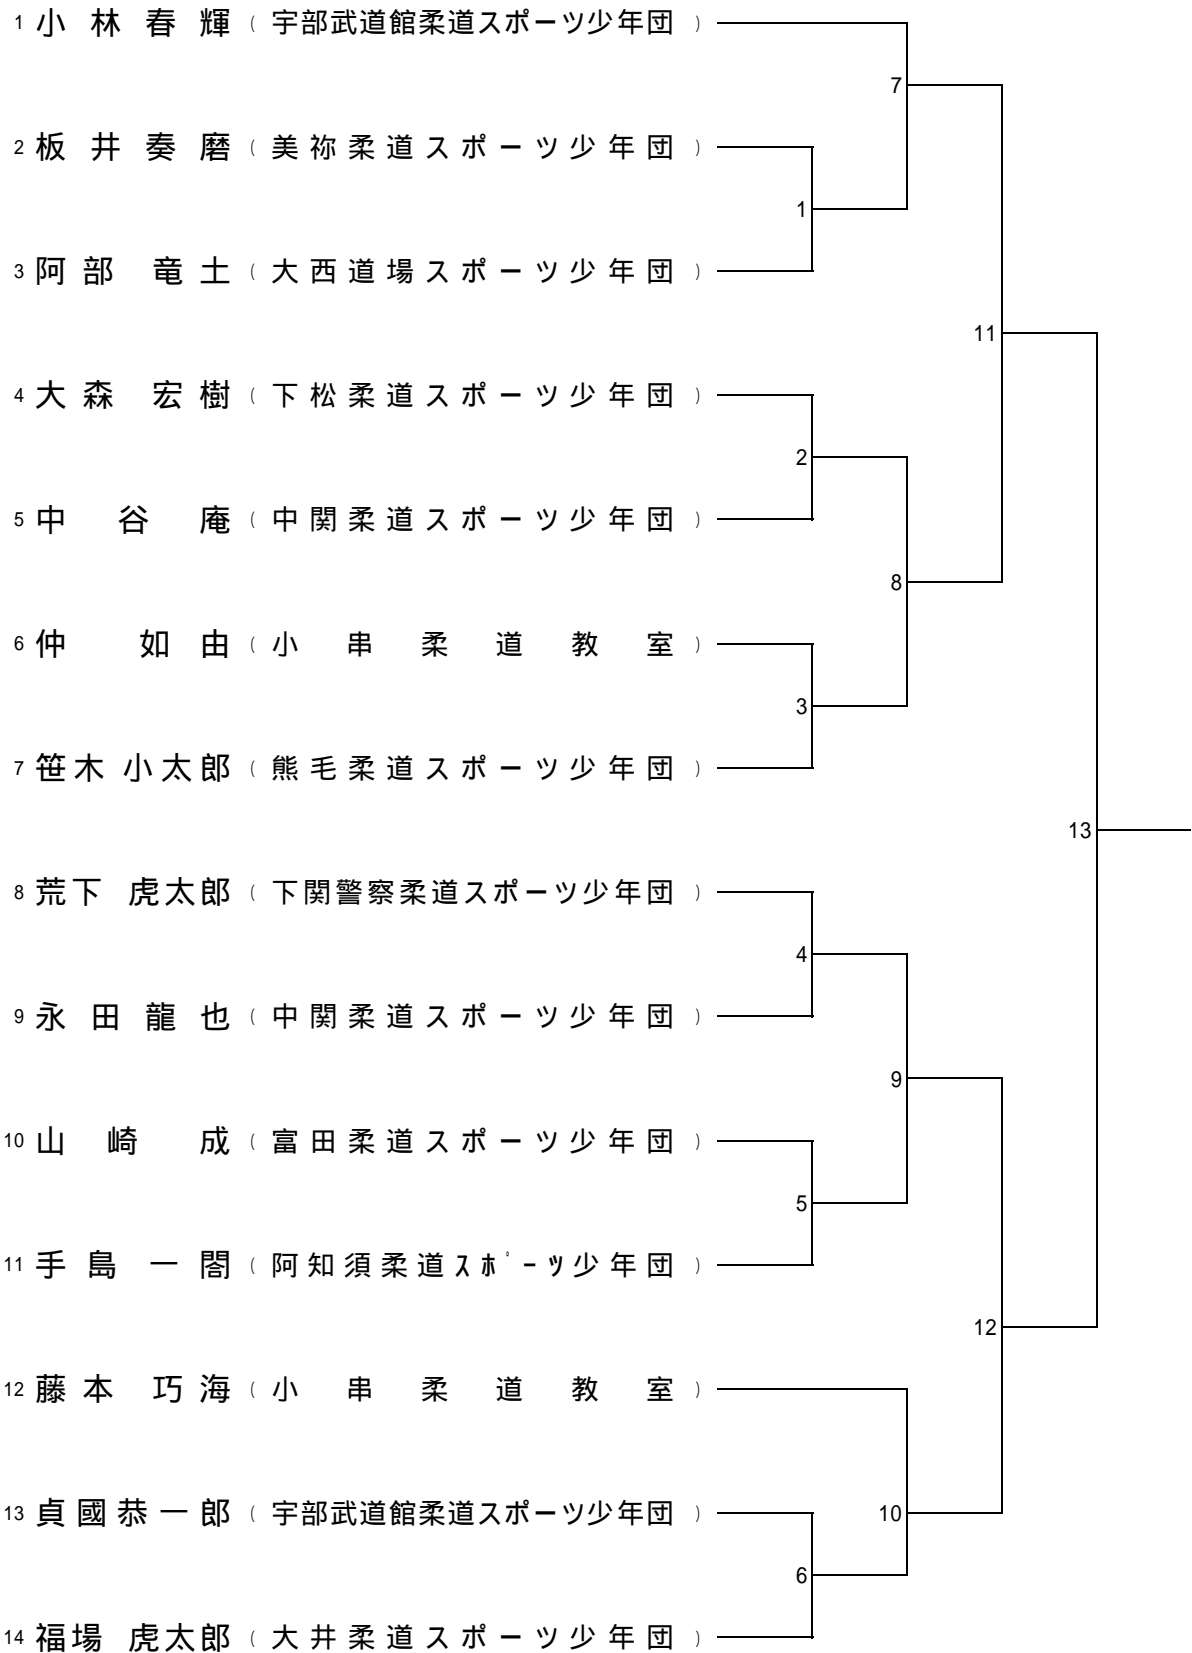 1 小林春輝 （宇部武道館柔道スポーツ少年団）
7
2 板井奏磨 （美祢柔道スポーツ少年団）
1
3 阿部 竜土 （大西道場スポーツ少年団）
11
4 大森 宏樹 （下松柔道スポーツ少年団）
2
5 中谷 庵 （中関柔道スポーツ少年団）
8
6 仲 如由 （小串柔道教室）
3
7 笹木 小太郎 （熊毛柔道スポーツ少年団）
13
8 荒下 虎太郎 （下関警察柔道スポーツ少年団）
4
9 永田龍也 （中関柔道スポーツ少年団）
9
10 山崎 成 （富田柔道スポーツ少年団）
5
11 手島 一閤 （阿知須柔道ｽﾎﾟｰﾂ少年団）
12
12 藤本 巧海 （小串柔道教室）
13 貞國恭一郎 （宇部武道館柔道スポーツ少年団）
10
6
14 福場 虎太郎 （大井柔道スポーツ少年団）